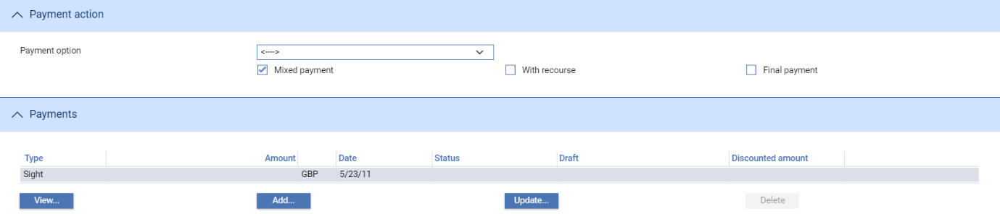 Payment action
Payment option
<---->
Mixed payment With recourse Final payment
Payments
Type Amount Date Status Draft Discounted amount
Sight GBP 5/23/11
View... Add... Update... Delete